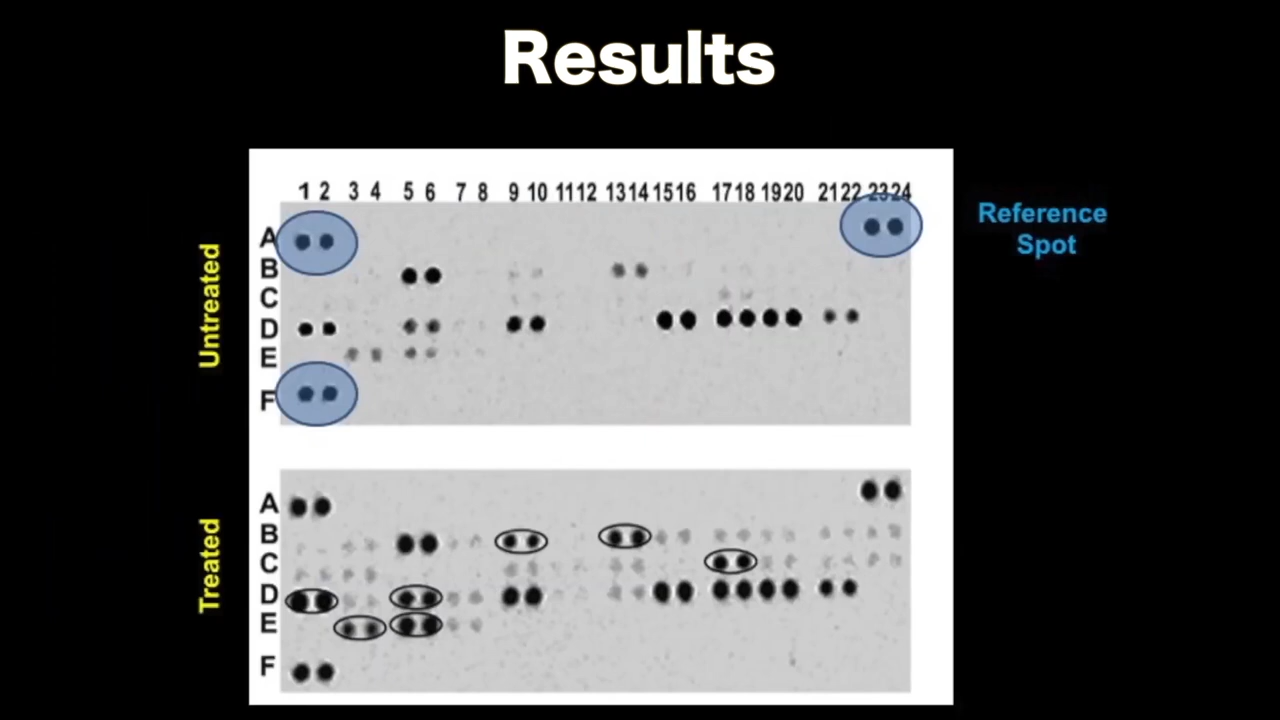 Results
1 2 3 4 5 6 7 8 9 10 11 12 13 14 15 16 17 18 19 20 21 22 23 24
Reference
Spot
Untreated
A
B
C
D
E
F
Treated
A
B
C
D
E
F